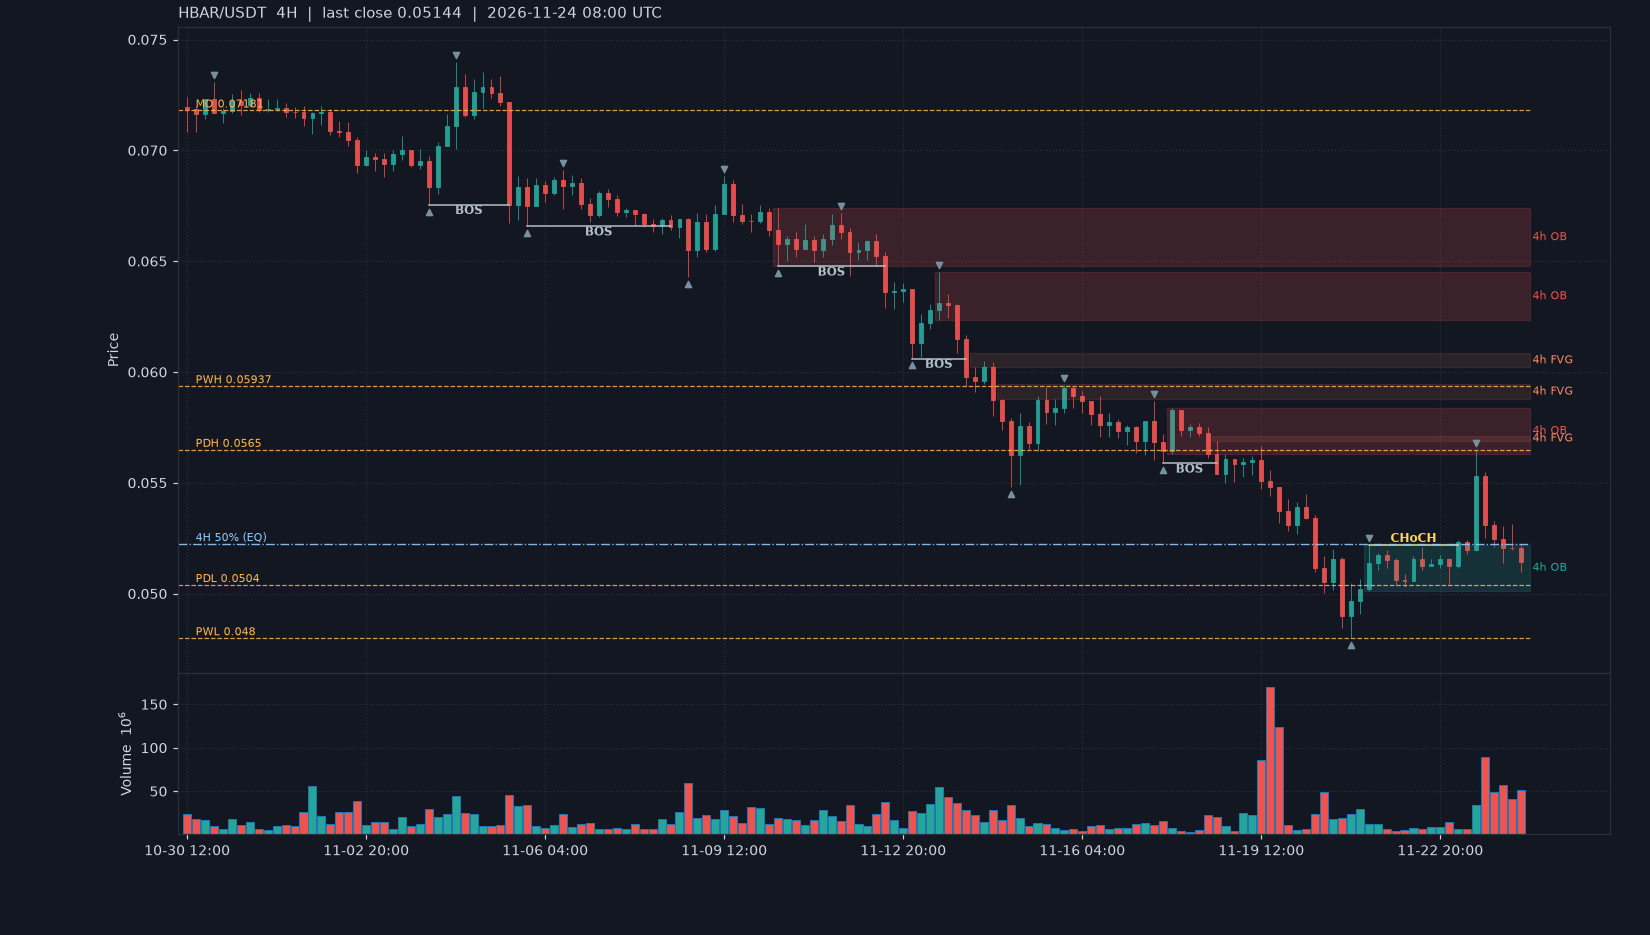 HBAR/USDT 4H | last close 0.05144 | 2026-11-24 08:00 UTC
0.075
MO 0.07181
0.070
BOS
BOS
4h OB
0.065
BOS
4h OB
4h FVG
BOS
0.060
PWH 0.05937
4h FVG
4h OB
4h FVG
PDH 0.0565
BOS
0.055
4H 50% (EQ)
CHoCH
4h OB
PDL 0.0504
0.050
PWL 0.048
Price
150
100
50
Volume 10⁶
10-30 12:00 11-02 20:00 11-06 04:00 11-09 12:00 11-12 20:00 11-16 04:00 11-19 12:00 11-22 20:00